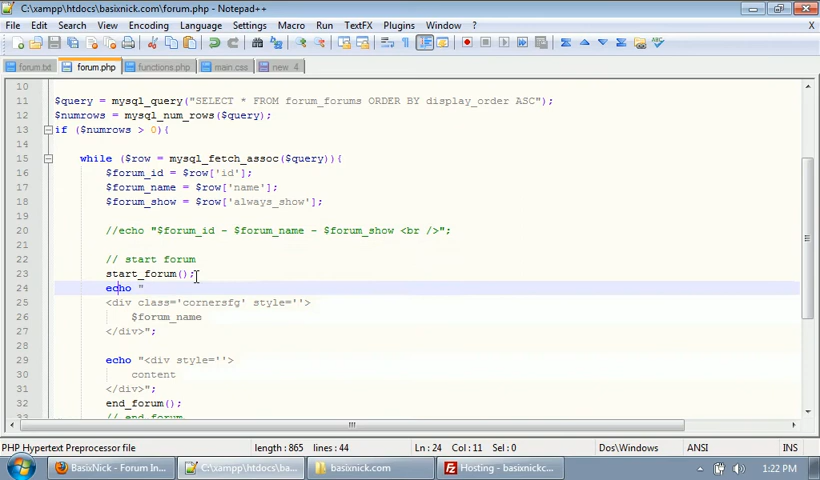 C:\xampp\htdocs\basixnick.com\forum.php - Notepad++
File Edit Search View Encoding Language Settings Macro Run TextFX Plugins Window ? X
forum.txt forum.php functions.php main.css new 4
10
11 $query = mysql_query("SELECT * FROM forum_forums ORDER BY display_order ASC");
12 $numrows = mysql_num_rows($query);
13 if ($numrows > 0){
14
15 while ($row = mysql_fetch_assoc($query)){
16 $forum_id = $row['id'];
17 $forum_name = $row['name'];
18 $forum_show = $row['always_show'];
19
20 //echo "$forum_id - $forum_name - $forum_show <br />";
21
22 // start forum
23 start_forum();
24 echo "
25 <div class='cornersfg' style=''>
26 $forum_name
27 </div>";
28
29 echo "<div style=''>
30 content
31 </div>";
32 end_forum();
33 // end forum
PHP Hypertext Preprocessor file length : 865 lines : 44 Ln : 24 Col : 11 Sel : 0 Dos\Windows ANSI INS
BasixNick - Forum In... C:\xampp\htdocs\ba... basixnick.com Hosting - basixnickc... 1:22 PM